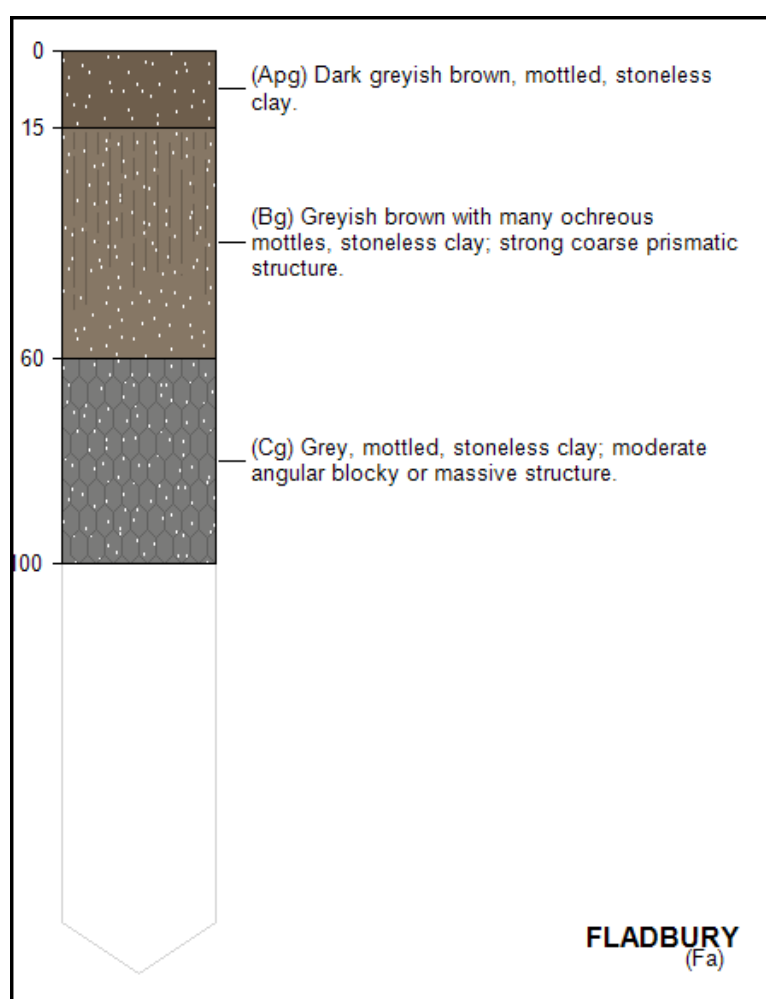 0
(Apg) Dark greyish brown, mottled, stoneless
clay.
15
(Bg) Greyish brown with many ochreous
mottles, stoneless clay; strong coarse prismatic
structure.
60
(Cg) Grey, mottled, stoneless clay; moderate
angular blocky or massive structure.
100
FLADBURY
(Fa)